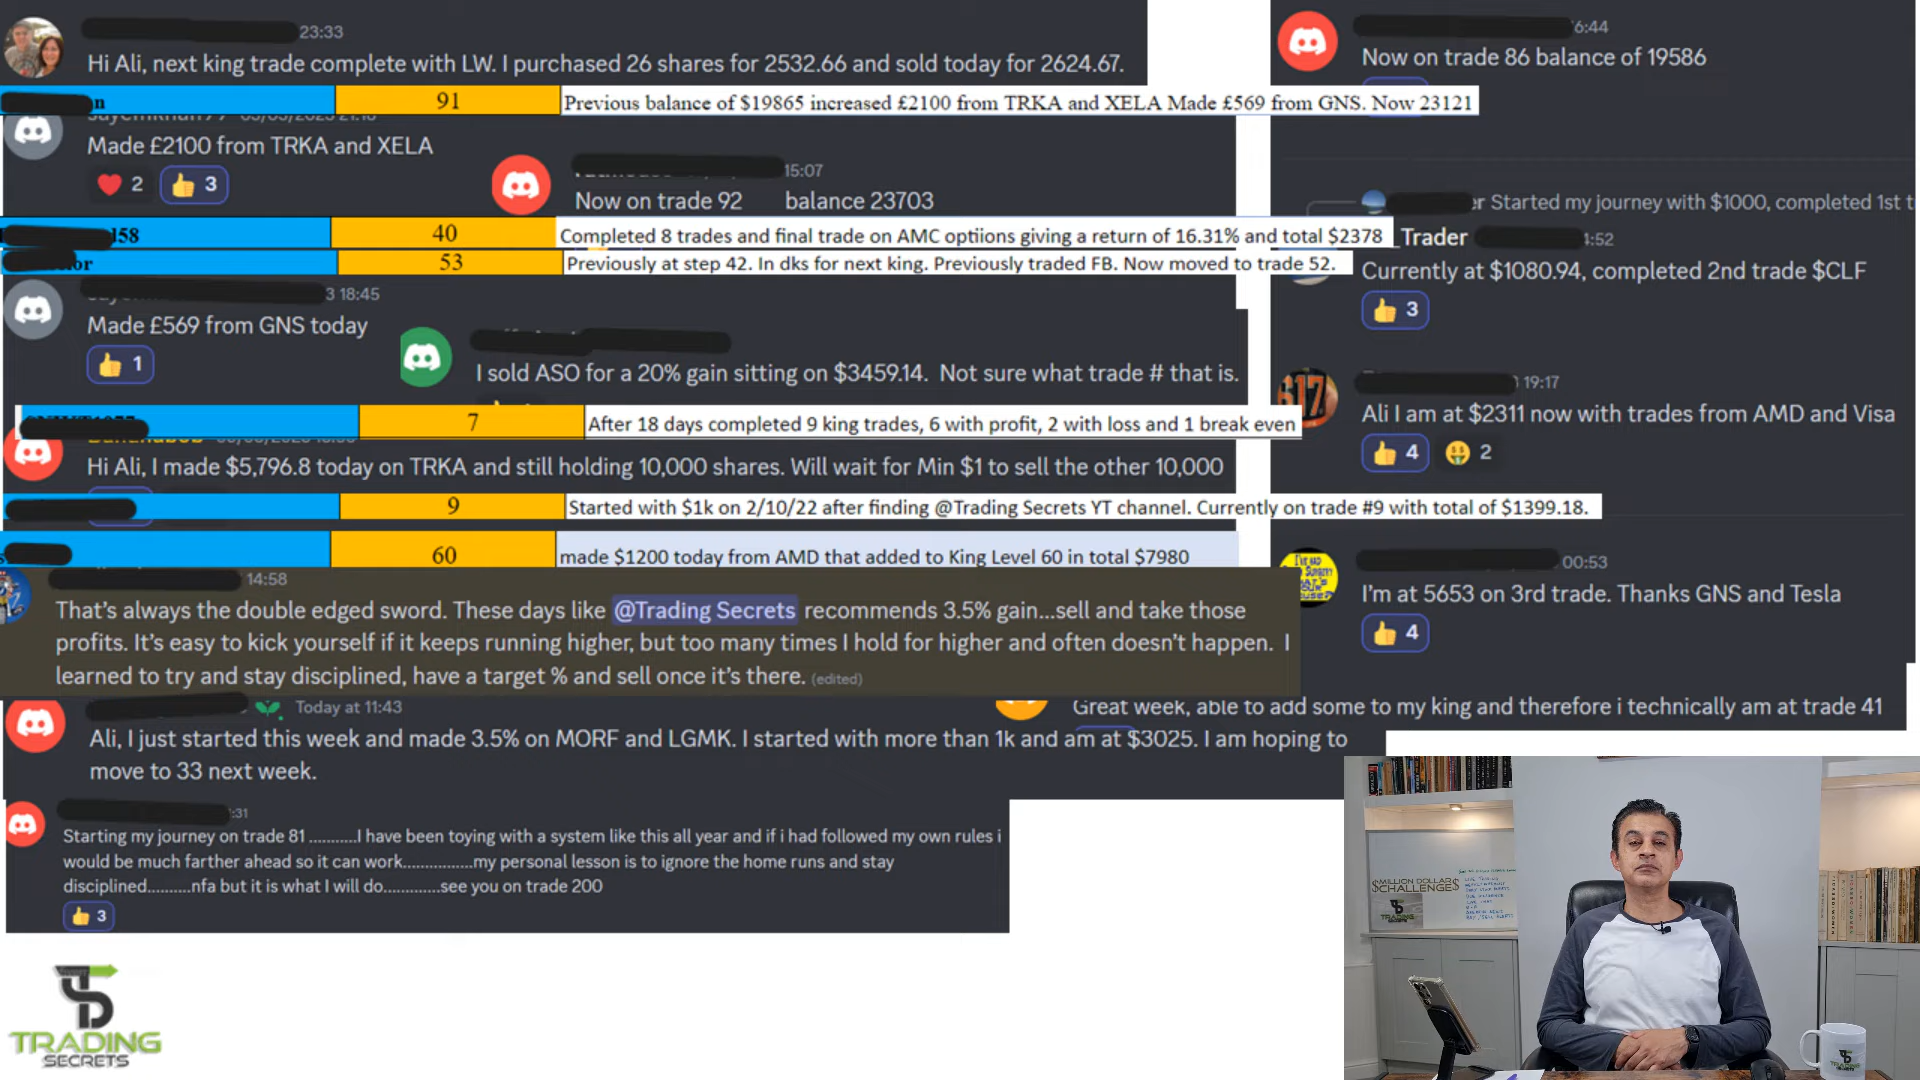 23:33
Hi Ali, next king trade complete with LW. I purchased 26 shares for 2532.66 and sold today for 2624.67.
n 91 Previous balance of $19865 increased £2100 from TRKA and XELA Made £569 from GNS. Now 23121
Made £2100 from TRKA and XELA
2 3
15:07
Now on trade 92 balance 23703
158 40 Completed 8 trades and final trade on AMC optiions giving a return of 16.31% and total $2378
lor 53 Previously at step 42. In dks for next king. Previously traded FB. Now moved to trade 52.
3 18:45
Made £569 from GNS today
1
I sold ASO for a 20% gain sitting on $3459.14. Not sure what trade # that is.
7 After 18 days completed 9 king trades, 6 with profit, 2 with loss and 1 break even
Hi Ali, I made $5,796.8 today on TRKA and still holding 10,000 shares. Will wait for Min $1 to sell the other 10,000
9 Started with $1k on 2/10/22 after finding @Trading Secrets YT channel. Currently on trade #9 with total of $1399.18.
60 made $1200 today from AMD that added to King Level 60 in total $7980
14:58
That's always the double edged sword. These days like @Trading Secrets recommends 3.5% gain...sell and take those
profits. It's easy to kick yourself if it keeps running higher, but too many times I hold for higher and often doesn't happen. I
learned to try and stay disciplined, have a target % and sell once it's there. (edited)
Today at 11:43
Ali, I just started this week and made 3.5% on MORF and LGMK. I started with more than 1k and am at $3025. I am hoping to
move to 33 next week.
:31
Starting my journey on trade 81 ..........I have been toying with a system like this all year and if i had followed my own rules i
would be much farther ahead so it can work...............my personal lesson is to ignore the home runs and stay
disciplined.........nfa but it is what I will do............see you on trade 200
3
6:44
Now on trade 86 balance of 19586
er Started my journey with $1000, completed 1st t
_Trader 4:52
Currently at $1080.94, completed 2nd trade $CLF
3
19:17
Ali I am at $2311 now with trades from AMD and Visa
4 2
00:53
I'm at 5653 on 3rd trade. Thanks GNS and Tesla
4
Great week, able to add some to my king and therefore i technically am at trade 41
$MILLION DOLLAR
CHALLENGE$
TRADING
SECRETS